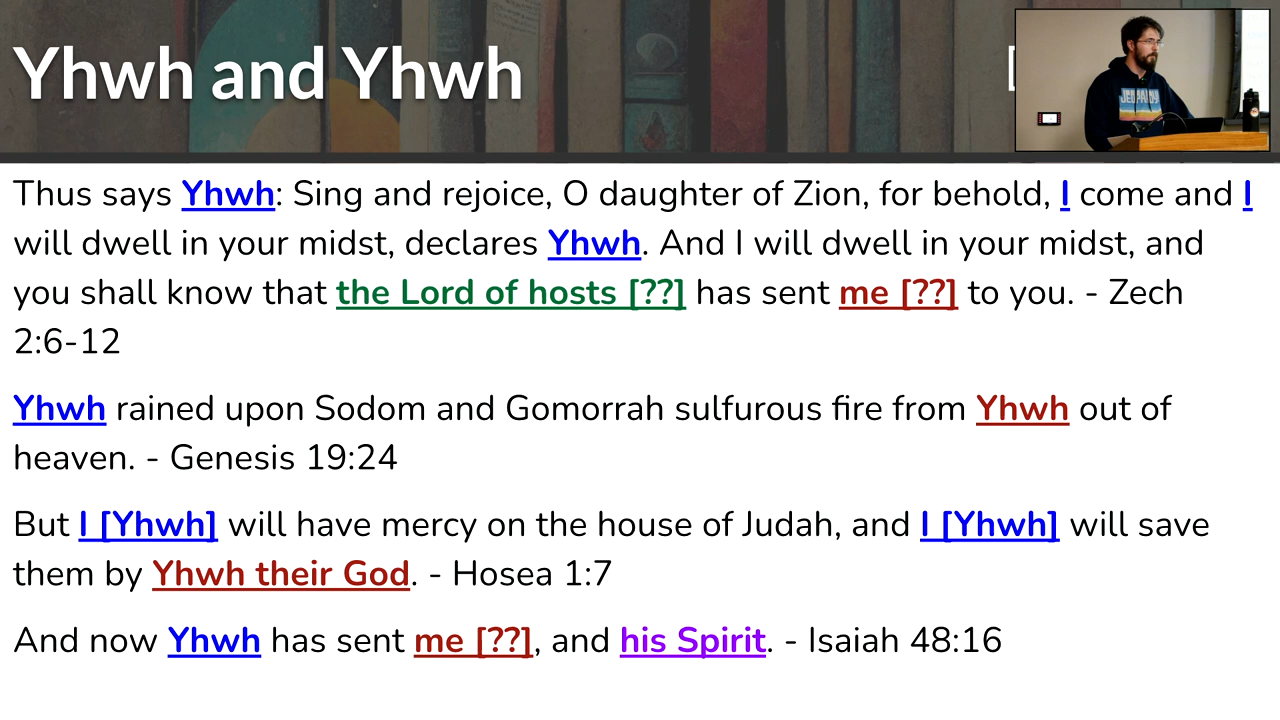 Yhwh and Yhwh
JEOPARDY
Thus says Yhwh: Sing and rejoice, O daughter of Zion, for behold, I come and I
will dwell in your midst, declares Yhwh. And I will dwell in your midst, and
you shall know that the Lord of hosts [??] has sent me [??] to you. - Zech
2:6-12
Yhwh rained upon Sodom and Gomorrah sulfurous fire from Yhwh out of
heaven. - Genesis 19:24
But I [Yhwh] will have mercy on the house of Judah, and I [Yhwh] will save
them by Yhwh their God. - Hosea 1:7
And now Yhwh has sent me [??], and his Spirit. - Isaiah 48:16